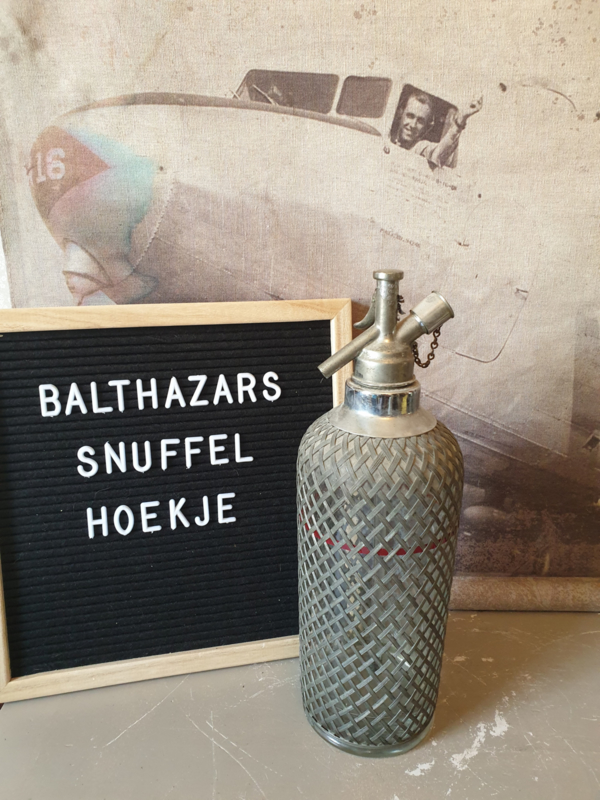 16
BALTHAZARS
SNUFFEL
HOEKJE